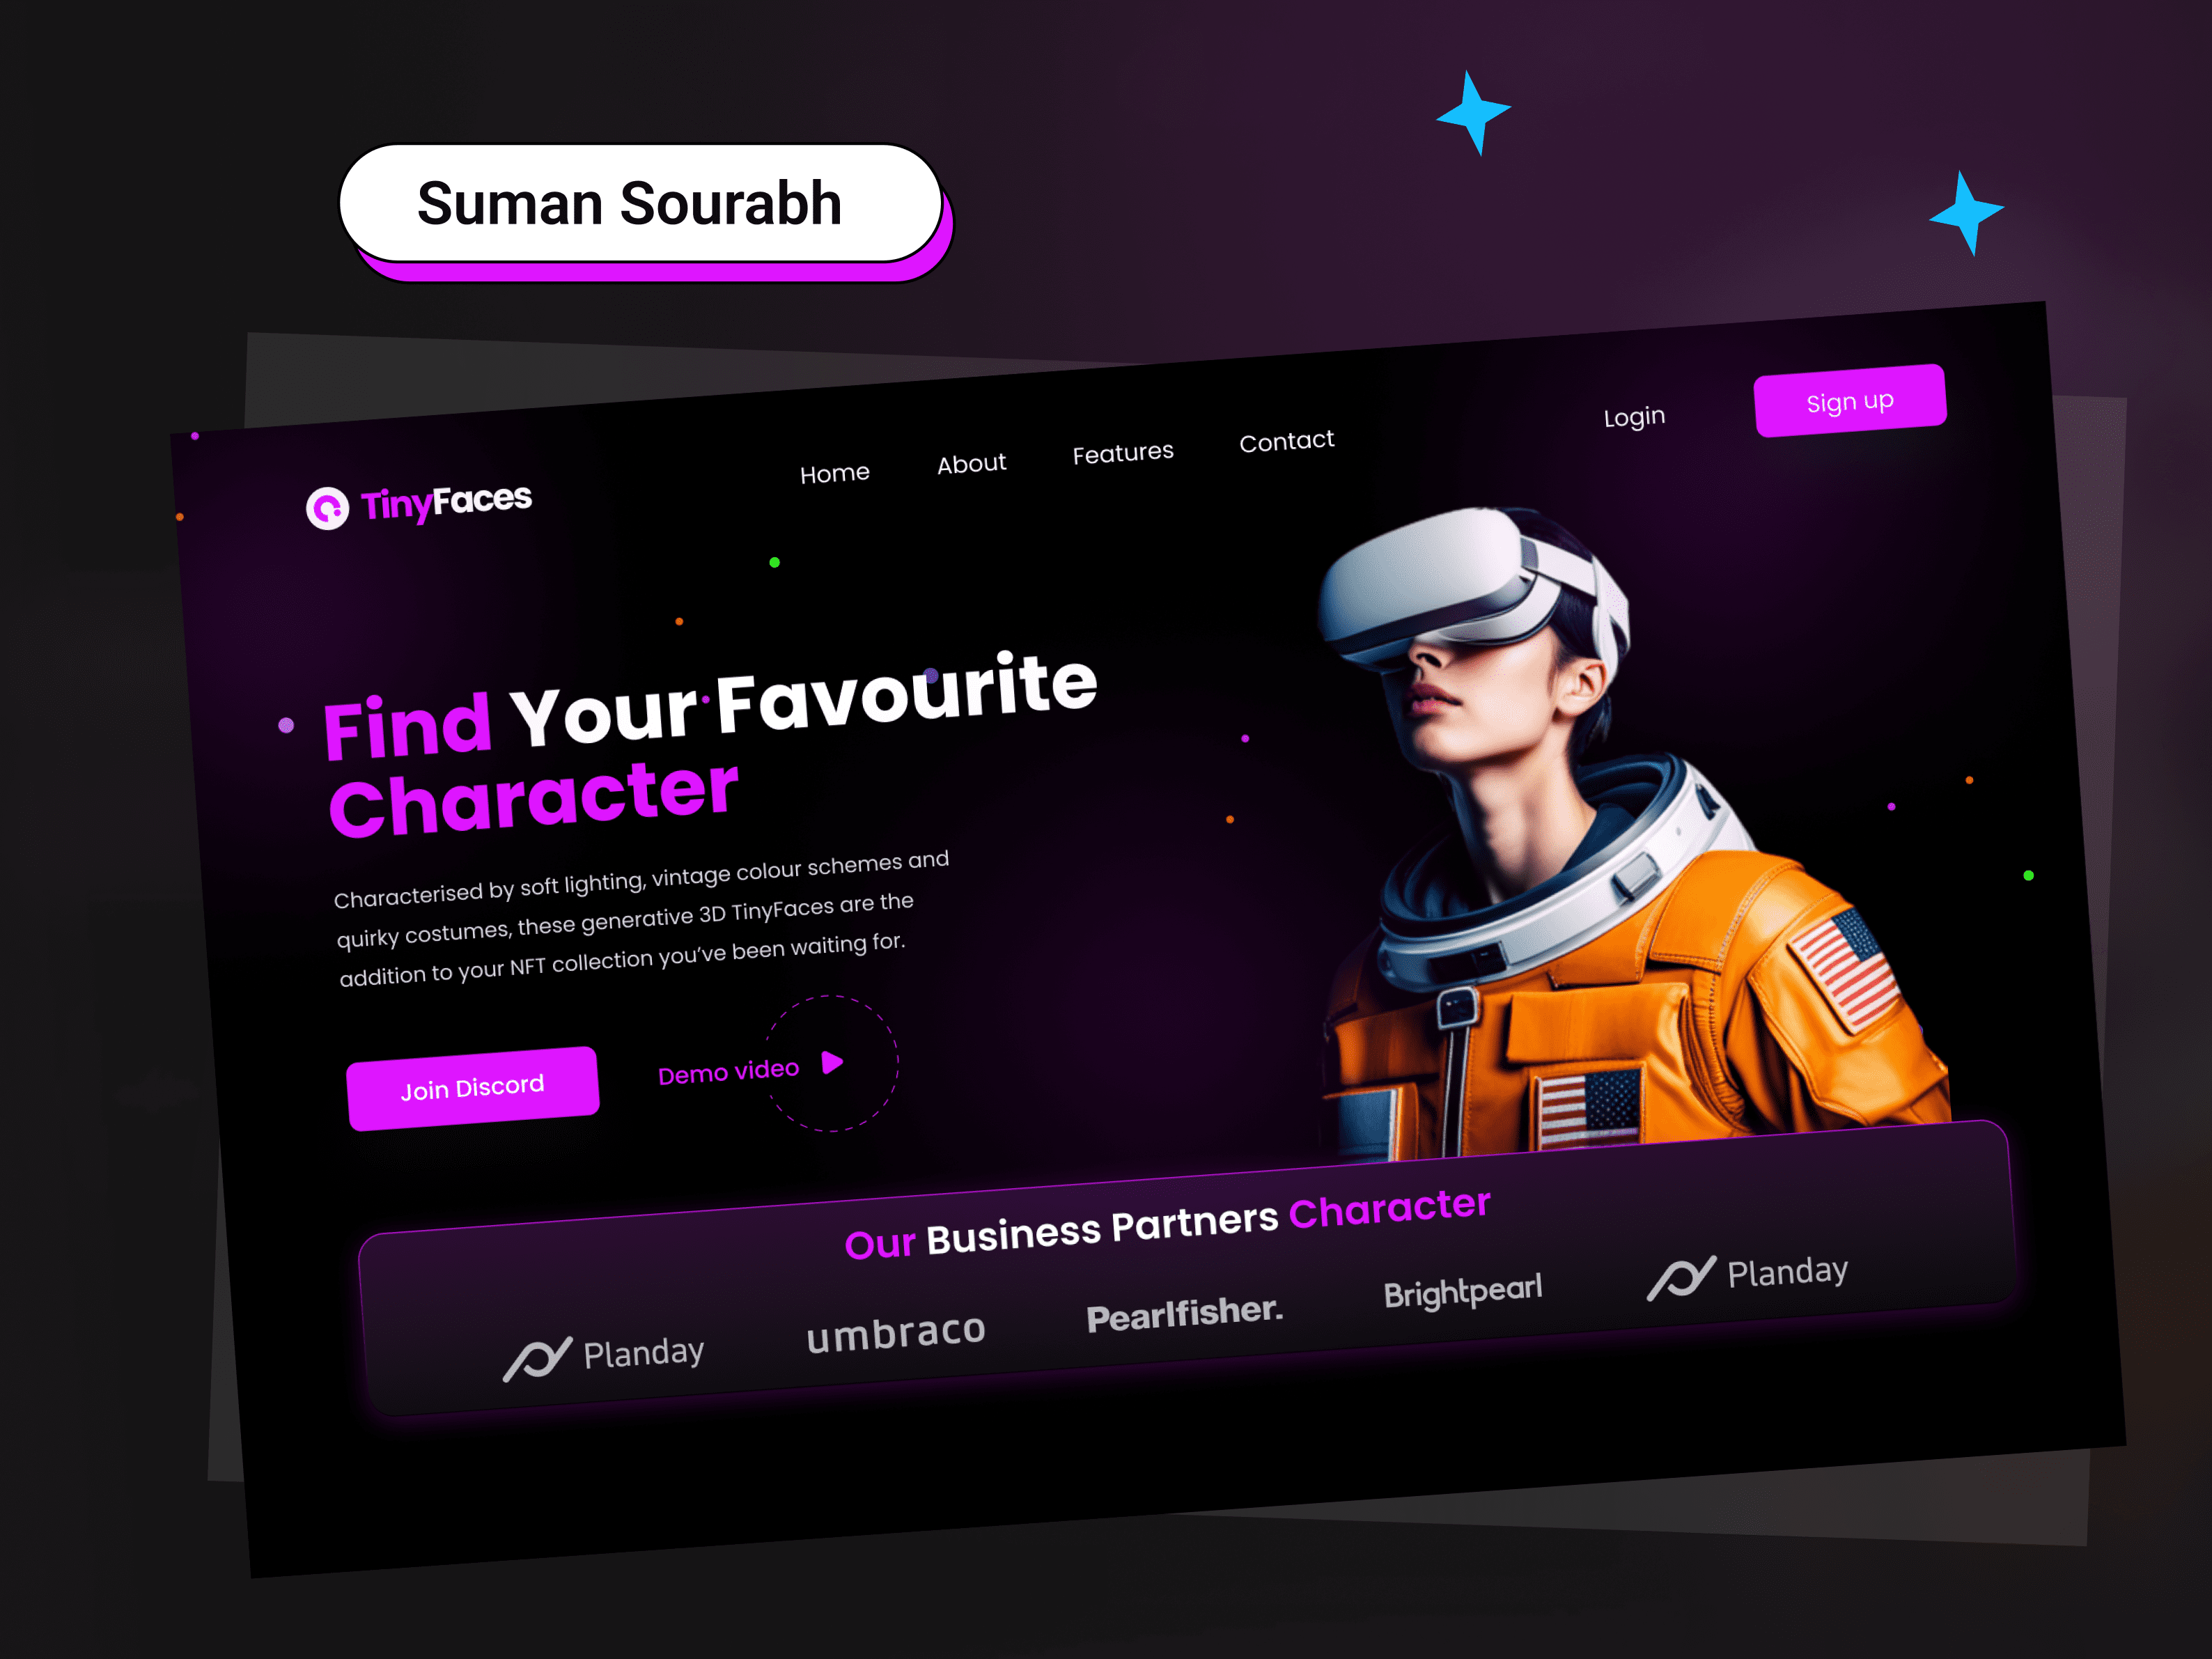 Suman Sourabh
TinyFaces
Home About Features Contact
Login
Sign up
Find Your Favourite
Character
Characterised by soft lighting, vintage colour schemes and
quirky costumes, these generative 3D TinyFaces are the
addition to your NFT collection you’ve been waiting for.
Join Discord
Demo video
Our Business Partners Character
Planday
umbraco
Pearlfisher.
Brightpearl
Planday